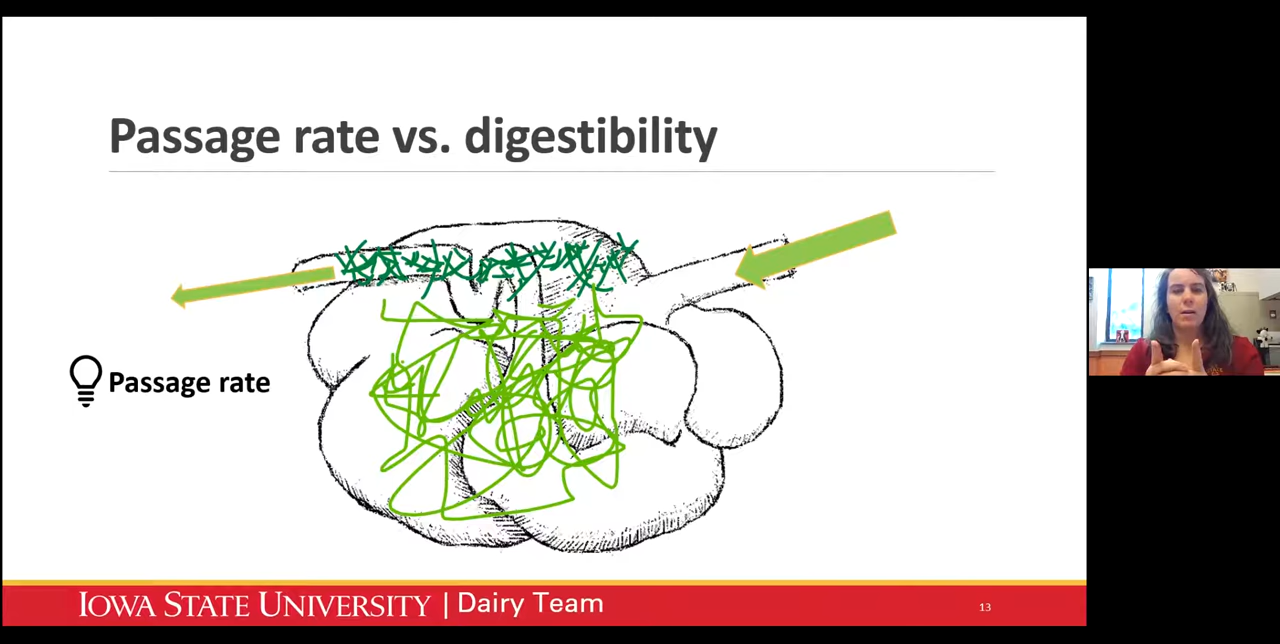 Passage rate vs. digestibility
Passage rate
IOWA STATE UNIVERSITY | Dairy Team
13